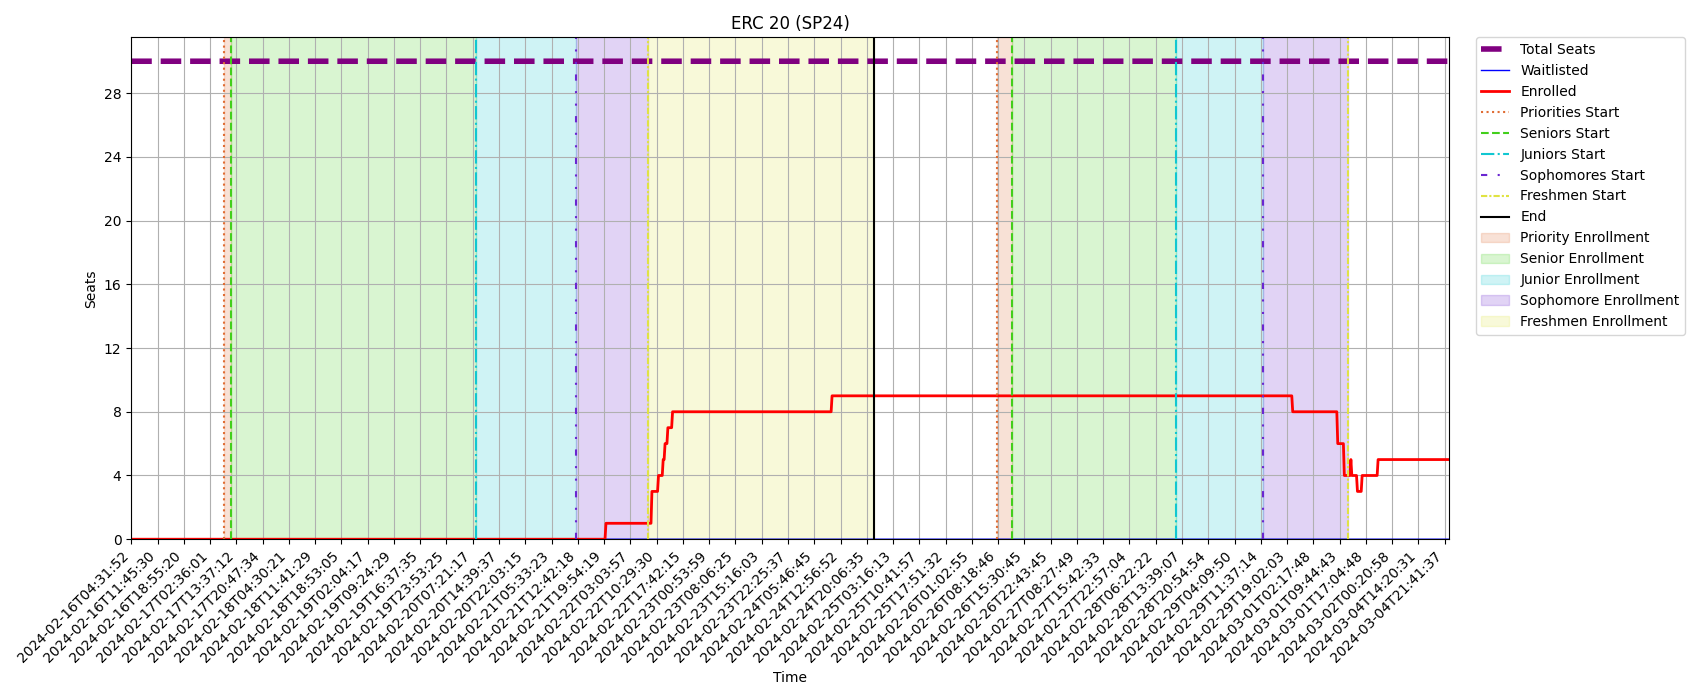 ERC 20 (SP24)
Total Seats
Waitlisted
Enrolled
Priorities Start
Seniors Start
Juniors Start
Sophomores Start
Freshmen Start
End
Priority Enrollment
Senior Enrollment
Junior Enrollment
Sophomore Enrollment
Freshmen Enrollment
Seats
28
24
20
16
12
8
4
0
2024-02-16T04:31:52
2024-02-16T11:45:30
2024-02-16T18:55:20
2024-02-17T02:36:01
2024-02-17T13:37:12
2024-02-17T20:47:34
2024-02-18T04:30:21
2024-02-18T11:41:29
2024-02-18T18:53:05
2024-02-19T02:04:17
2024-02-19T09:24:29
2024-02-19T16:37:35
2024-02-19T23:53:25
2024-02-20T07:21:17
2024-02-20T14:39:37
2024-02-20T22:03:15
2024-02-21T05:33:23
2024-02-21T12:42:18
2024-02-21T19:54:19
2024-02-22T03:03:57
2024-02-22T10:29:30
2024-02-22T17:42:15
2024-02-23T00:53:59
2024-02-23T08:06:25
2024-02-23T15:16:03
2024-02-23T22:25:37
2024-02-24T05:46:45
2024-02-24T12:56:52
2024-02-24T20:06:35
2024-02-25T03:16:13
2024-02-25T10:41:57
2024-02-25T17:51:32
2024-02-26T01:02:55
2024-02-26T08:18:46
2024-02-26T15:30:45
2024-02-26T22:43:45
2024-02-27T08:27:49
2024-02-27T15:42:33
2024-02-27T22:57:04
2024-02-28T06:22:22
2024-02-28T13:39:07
2024-02-28T20:54:54
2024-02-29T04:09:50
2024-02-29T11:37:14
2024-02-29T19:02:03
2024-03-01T02:17:48
2024-03-01T09:44:43
2024-03-01T17:04:48
2024-03-02T00:20:58
2024-03-04T14:20:31
2024-03-04T21:41:37
Time